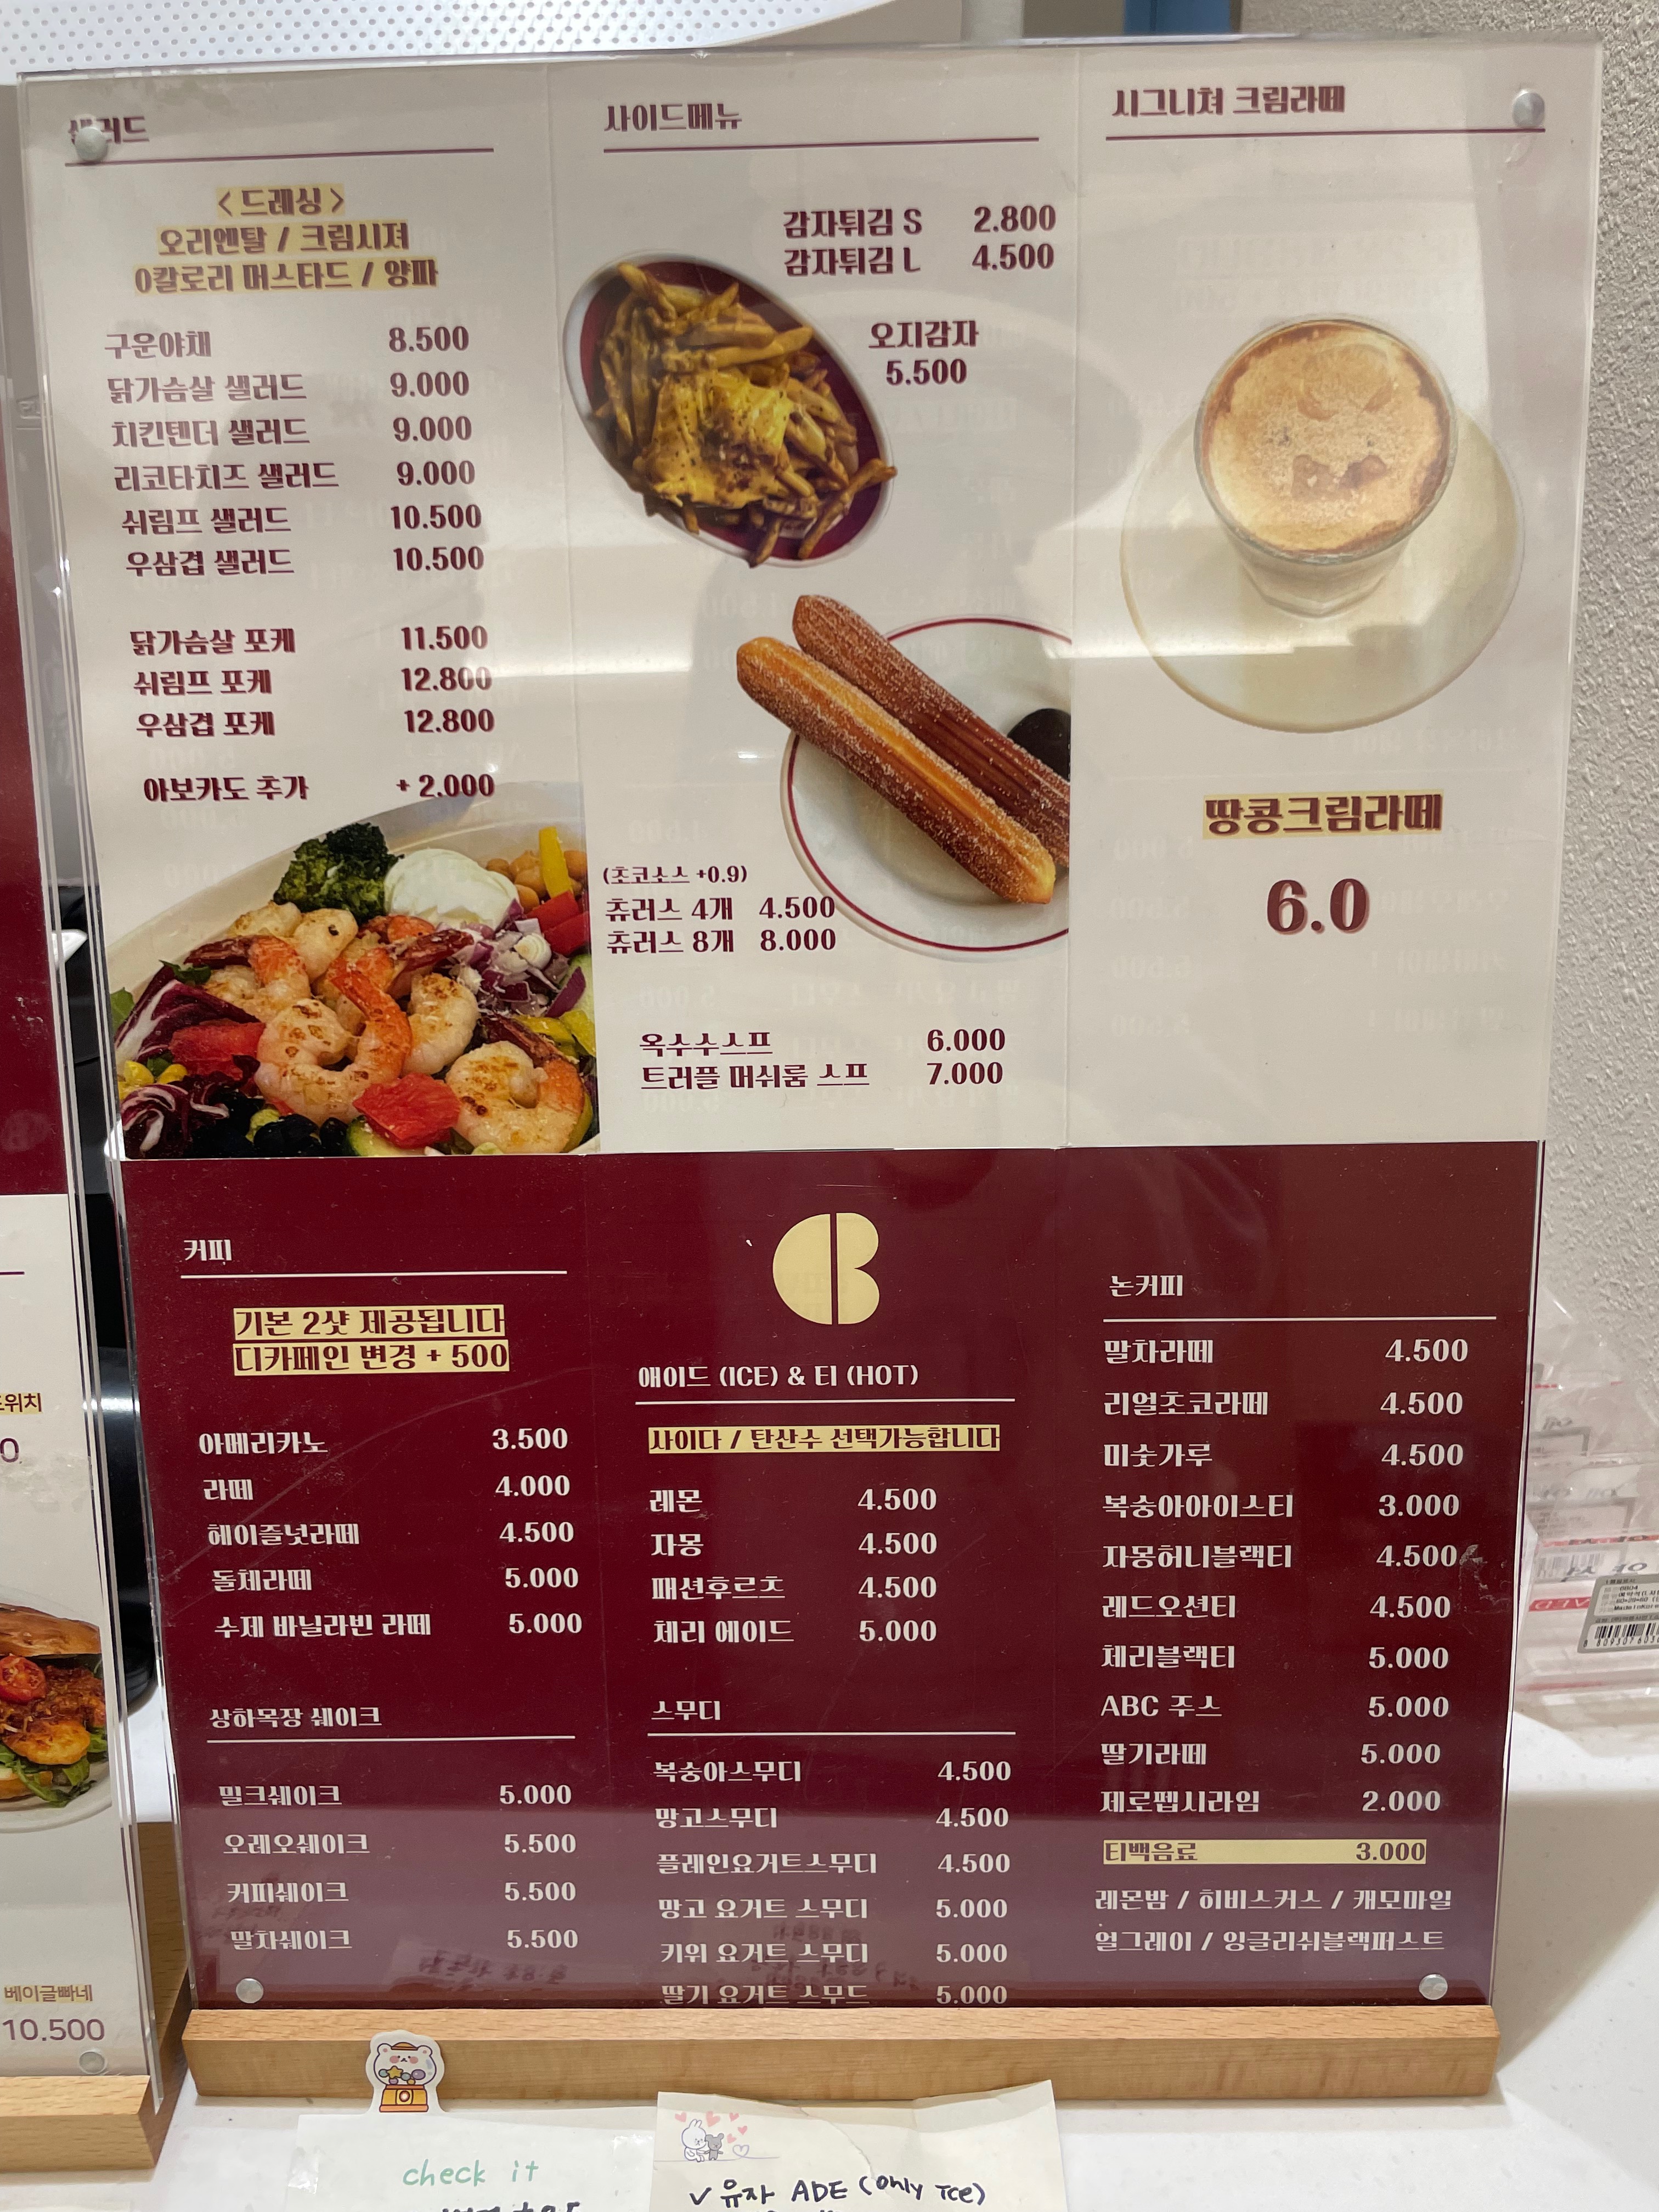 샐러드
< 드레싱 >
오리엔탈 / 크림시져
0칼로리 머스타드 / 양파
구운야채 8.500
닭가슴살 샐러드 9.000
치킨텐더 샐러드 9.000
리코타치즈 샐러드 9.000
쉬림프 샐러드 10.500
우삼겹 샐러드 10.500
닭가슴살 포케 11.500
쉬림프 포케 12.800
우삼겹 포케 12.800
아보카도 추가 + 2.000
사이드메뉴
감자튀김 S 2.800
감자튀김 L 4.500
오지감자
5.500
(초코소스 +0.9)
츄러스 4개 4.500
츄러스 8개 8.000
옥수수스프 6.000
트러플 머쉬룸 스프 7.000
시그니쳐 크림라떼
땅콩크림라떼
6.0
커피
기본 2샷 제공됩니다
디카페인 변경 + 500
아메리카노 3.500
라떼 4.000
헤이즐넛라떼 4.500
돌체라떼 5.000
수제 바닐라빈 라떼 5.000
상하목장 쉐이크
밀크쉐이크 5.000
오레오쉐이크 5.500
커피쉐이크 5.500
말차쉐이크 5.500
애이드 (ICE) & 티 (HOT)
사이다 / 탄산수 선택가능합니다
레몬 4.500
자몽 4.500
패션후르츠 4.500
체리 에이드 5.000
스무디
복숭아스무디 4.500
망고스무디 4.500
플레인요거트스무디 4.500
망고 요거트 스무디 5.000
키위 요거트 스무디 5.000
딸기 요거트 스무드 5.000
논커피
말차라떼 4.500
리얼초코라떼 4.500
미숫가루 4.500
복숭아아이스티 3.000
자몽허니블랙티 4.500
레드오션티 4.500
체리블랙티 5.000
ABC 주스 5.000
딸기라떼 5.000
제로펩시라임 2.000
티백음료 3.000
레몬밤 / 히비스커스 / 캐모마일
얼그레이 / 잉글리쉬블랙퍼스트
드위치
베이글빠네
10.500
check it
✓ 유자 ADE (only Ice)